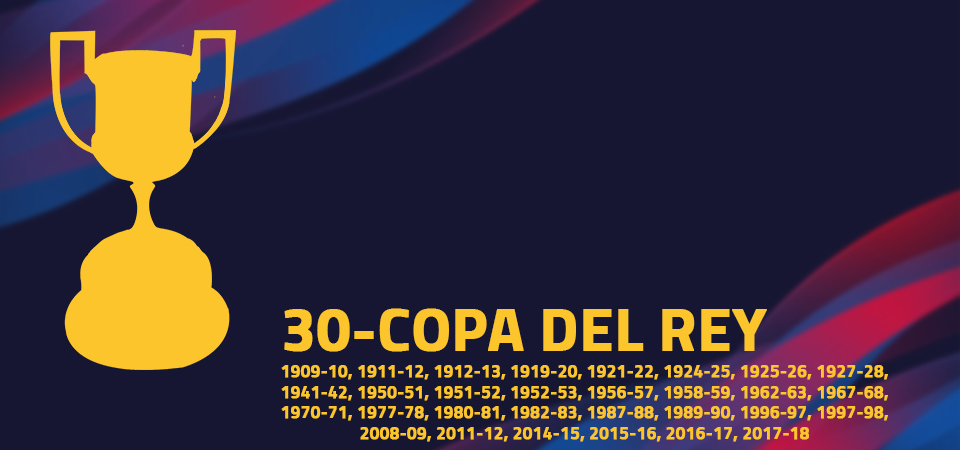 30-COPA DEL REY
1909-10, 1911-12, 1912-13, 1919-20, 1921-22, 1924-25, 1925-26, 1927-28,
1941-42, 1950-51, 1951-52, 1952-53, 1956-57, 1958-59, 1962-63, 1967-68,
1970-71, 1977-78, 1980-81, 1982-83, 1987-88, 1989-90, 1996-97, 1997-98,
2008-09, 2011-12, 2014-15, 2015-16, 2016-17, 2017-18